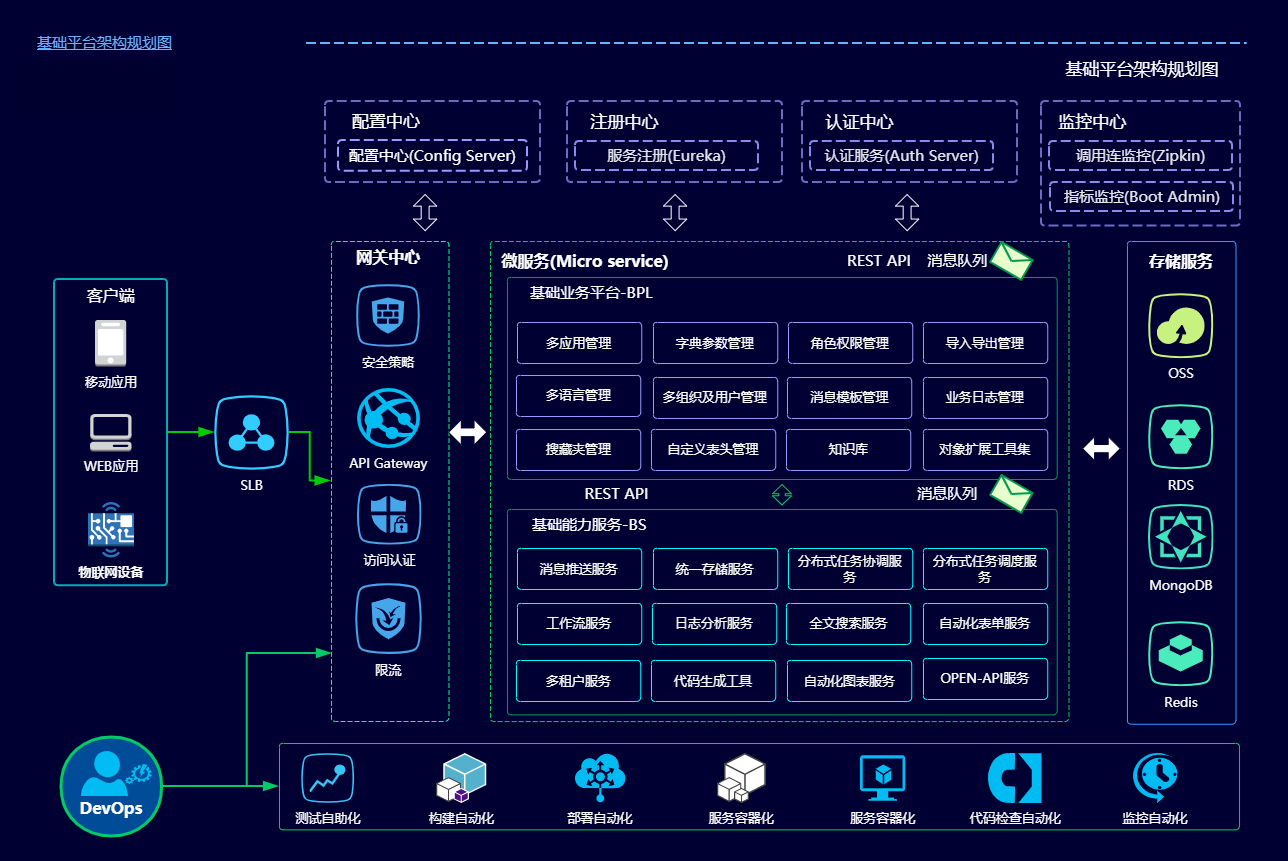 基础平台架构规划图
基础平台架构规划图
配置中心
配置中心(Config Server)
注册中心
服务注册(Eureka)
认证中心
认证服务(Auth Server)
监控中心
调用连监控(Zipkin)
指标监控(Boot Admin)
客户端
移动应用
WEB应用
物联网设备
SLB
网关中心
安全策略
API Gateway
访问认证
限流
微服务(Micro service)
REST API
消息队列
基础业务平台-BPL
多应用管理
字典参数管理
角色权限管理
导入导出管理
多语言管理
多组织及用户管理
消息模板管理
业务日志管理
搜藏夹管理
自定义表头管理
知识库
对象扩展工具集
REST API
消息队列
基础能力服务-BS
消息推送服务
统一存储服务
分布式任务协调服
务
分布式任务调度服
务
工作流服务
日志分析服务
全文搜索服务
自动化表单服务
多租户服务
代码生成工具
自动化图表服务
OPEN-API服务
存储服务
OSS
RDS
MongoDB
Redis
DevOps
测试自助化
构建自动化
部署自动化
服务容器化
服务容器化
代码检查自动化
监控自动化